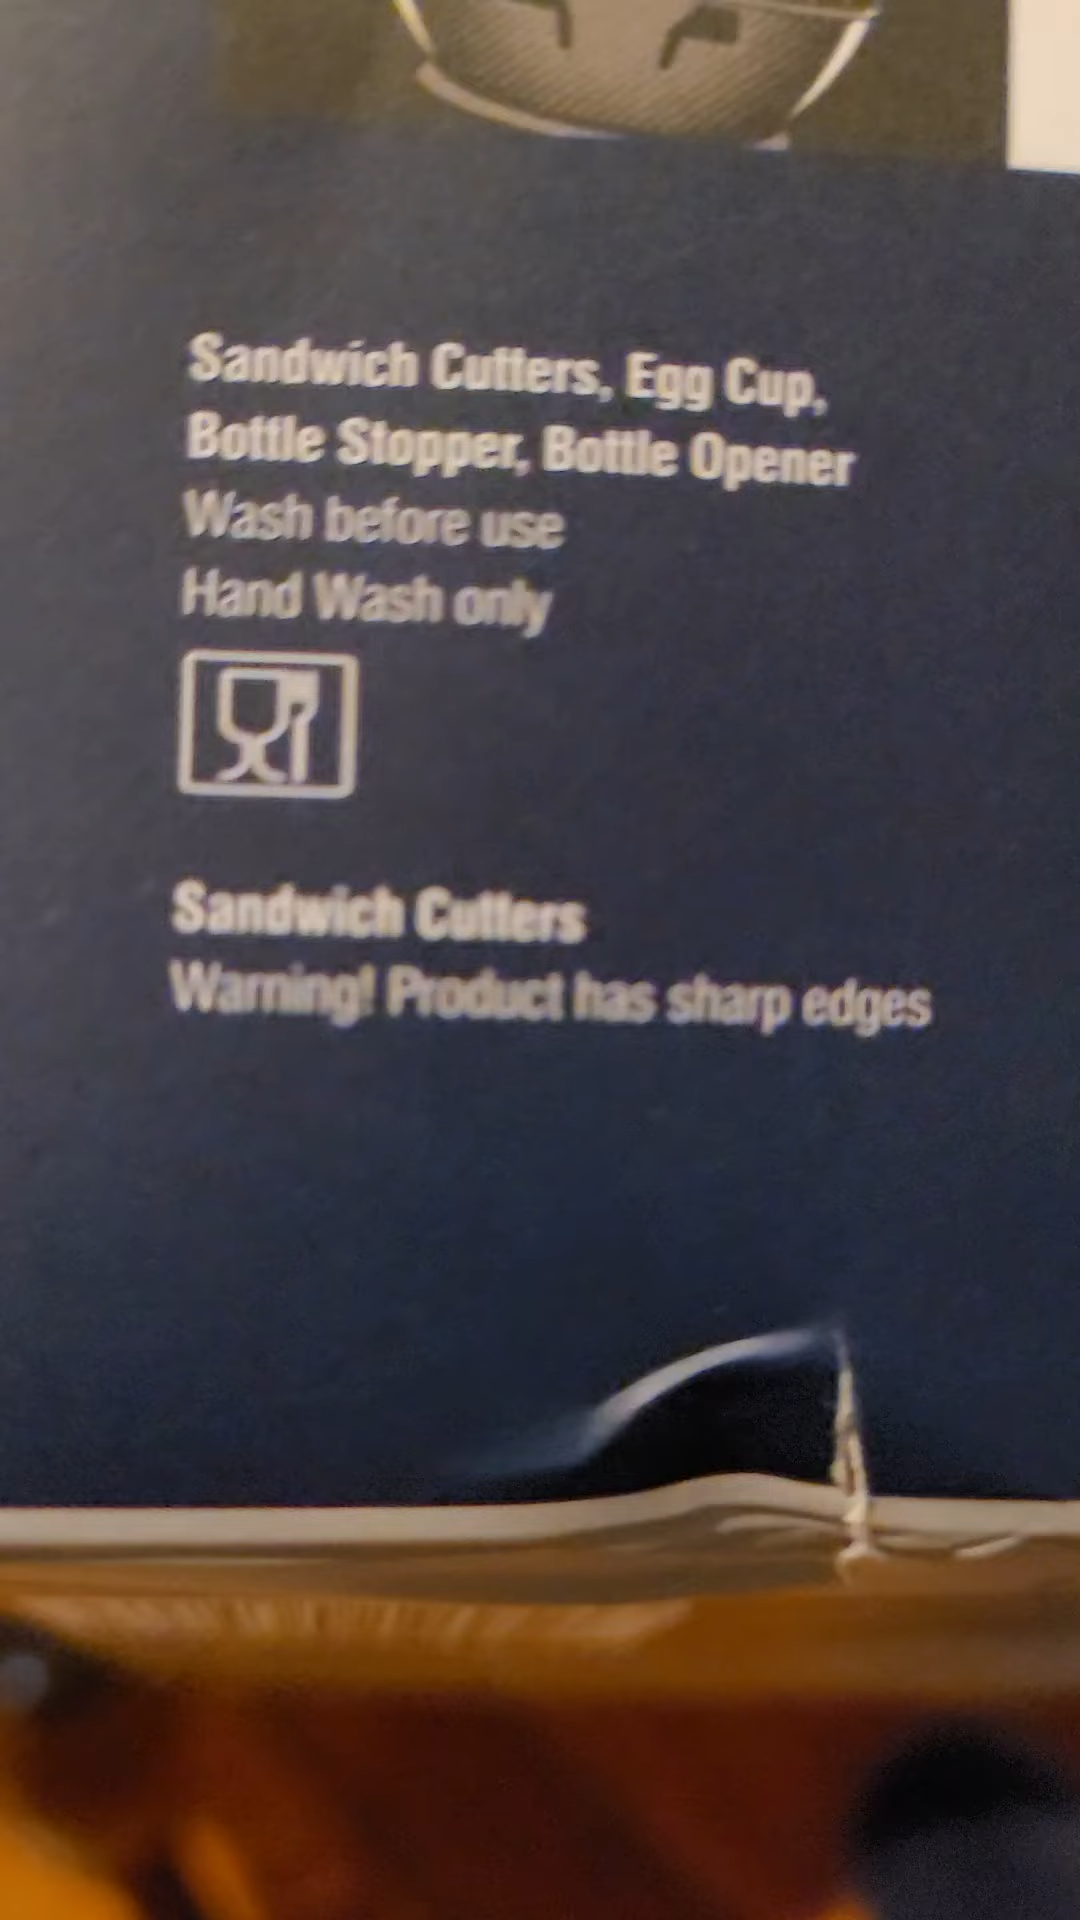 Sandwich Cutters, Egg Cup,
Bottle Stopper, Bottle Opener
Wash before use
Hand Wash only
Sandwich Cutters
Warning! Product has sharp edges